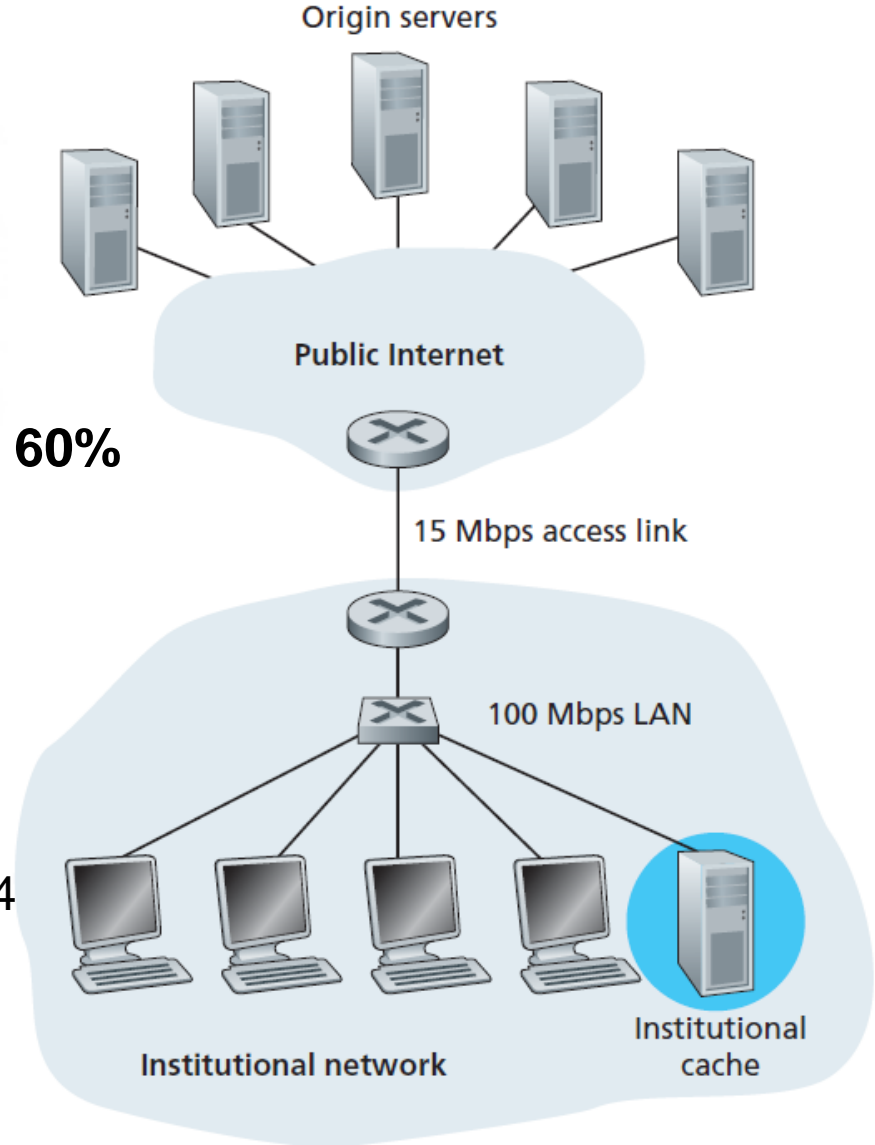 Origin servers
Public Internet
60%
15 Mbps access link
100 Mbps LAN
4
Institutional
cache
Institutional network